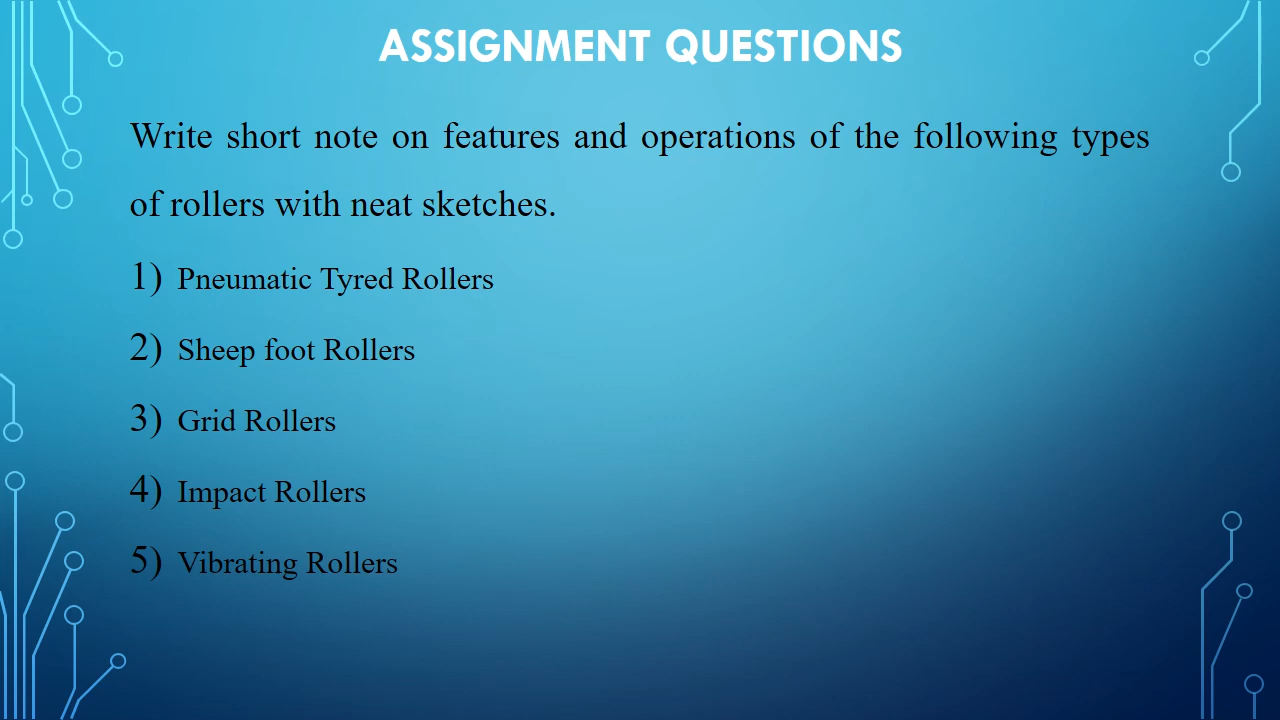 ASSIGNMENT QUESTIONS
Write short note on features and operations of the following types
of rollers with neat sketches.
1) Pneumatic Tyred Rollers
2) Sheep foot Rollers
3) Grid Rollers
4) Impact Rollers
5) Vibrating Rollers